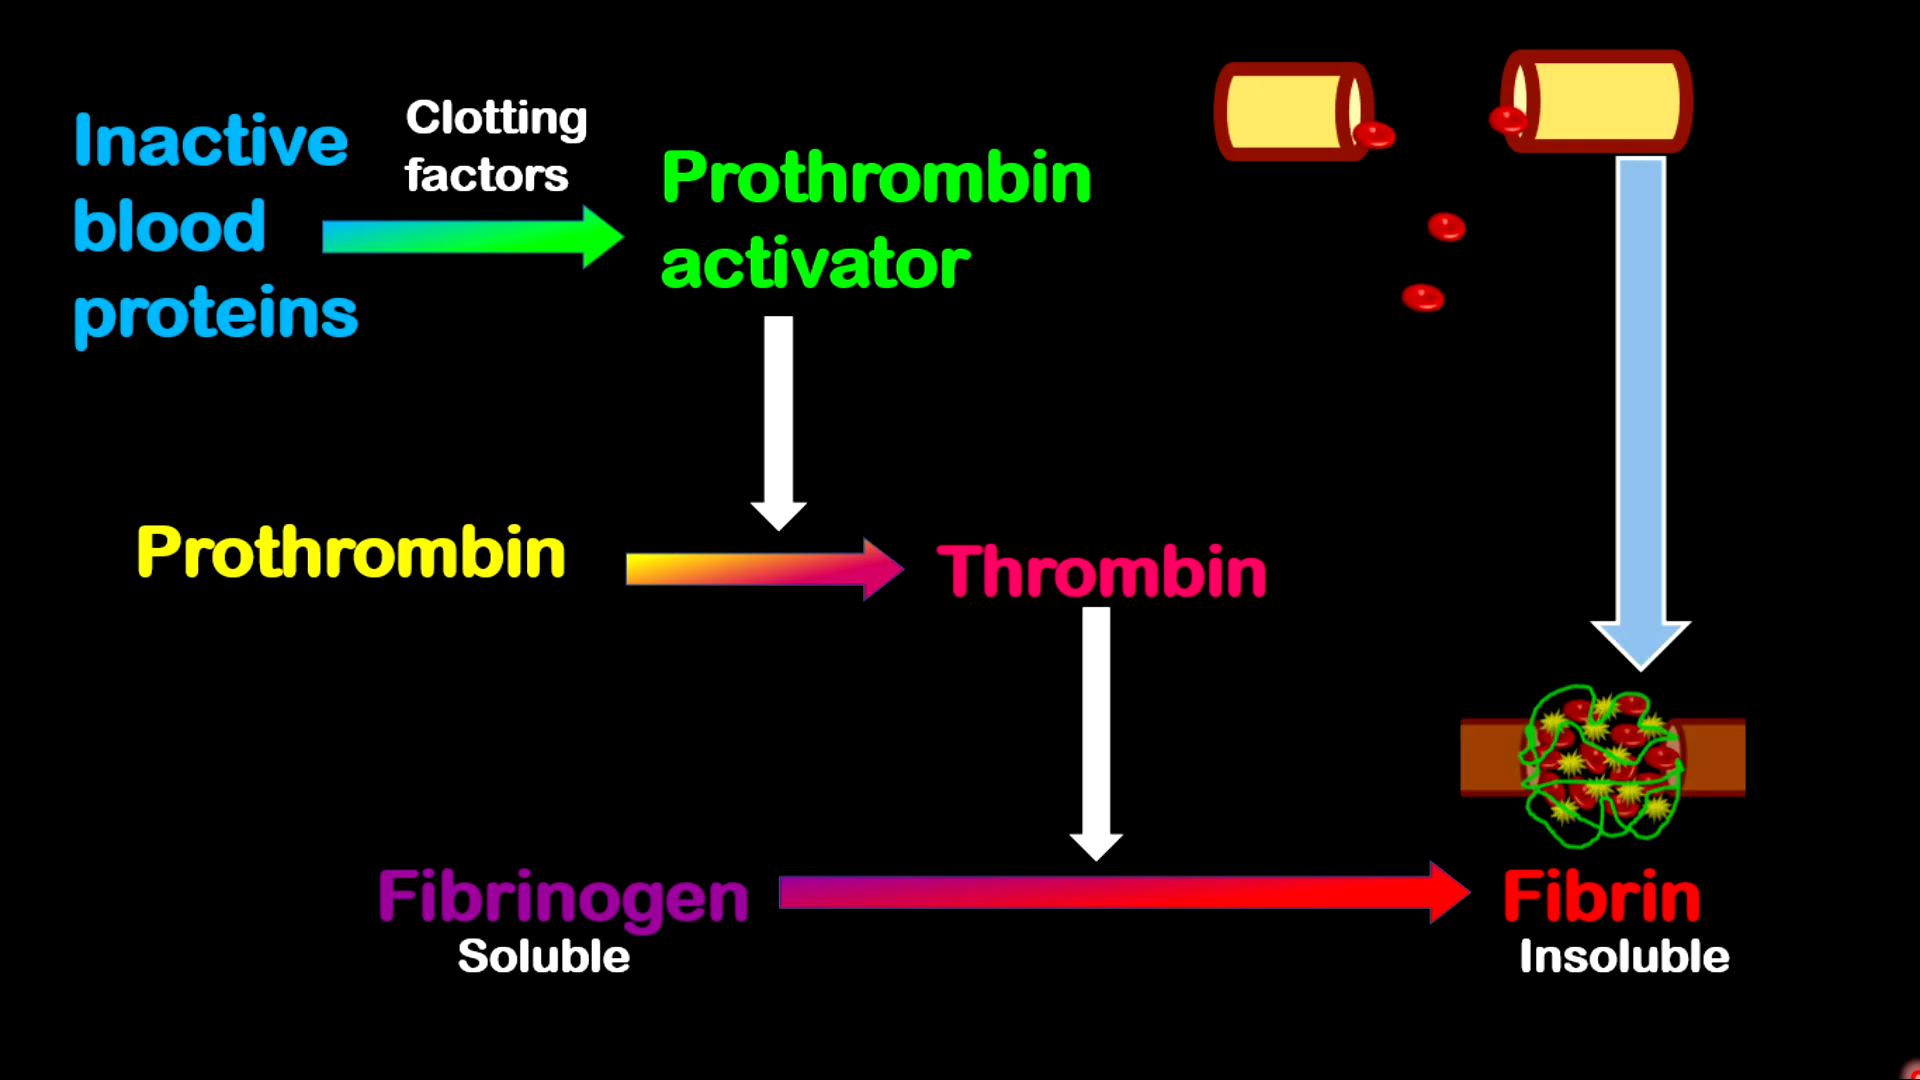 Inactive
blood
proteins
Clotting
factors
Prothrombin
activator
Prothrombin
Thrombin
Fibrinogen
Soluble
Fibrin
Insoluble